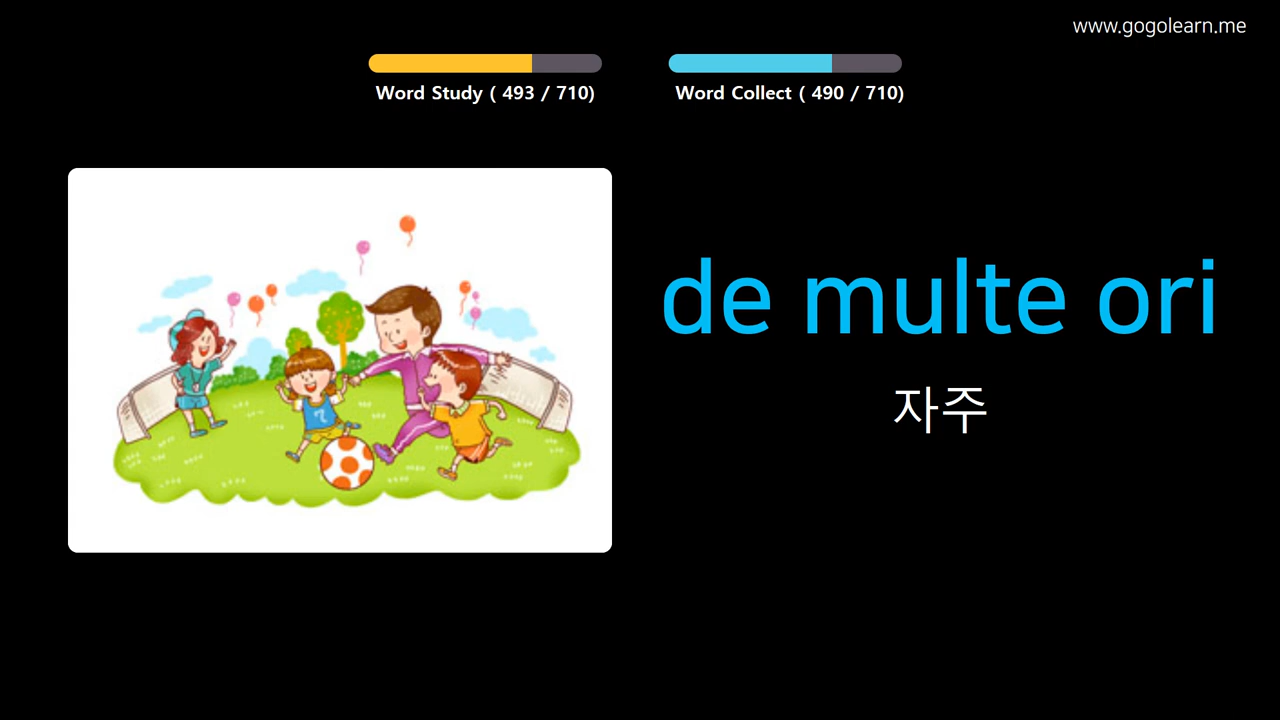 www.gogolearn.me
Word Study ( 493 / 710)
Word Collect ( 490 / 710)
de multe ori
자주